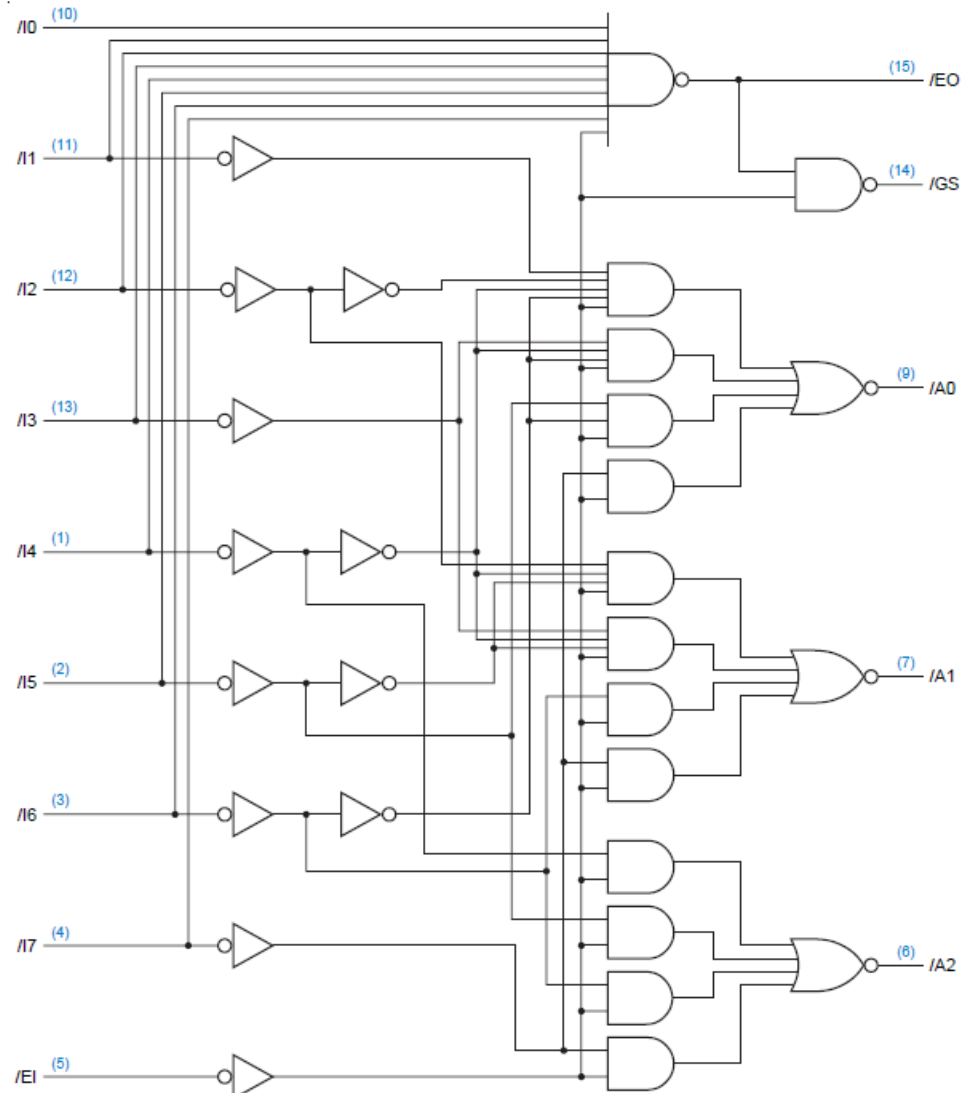 /I0 (10)
(15) /EO
/I1 (11)
(14) /GS
/I2 (12)
(9) /A0
/I3 (13)
/I4 (1)
/I5 (2)
(7) /A1
/I6 (3)
/I7 (4)
(6) /A2
/EI (5)